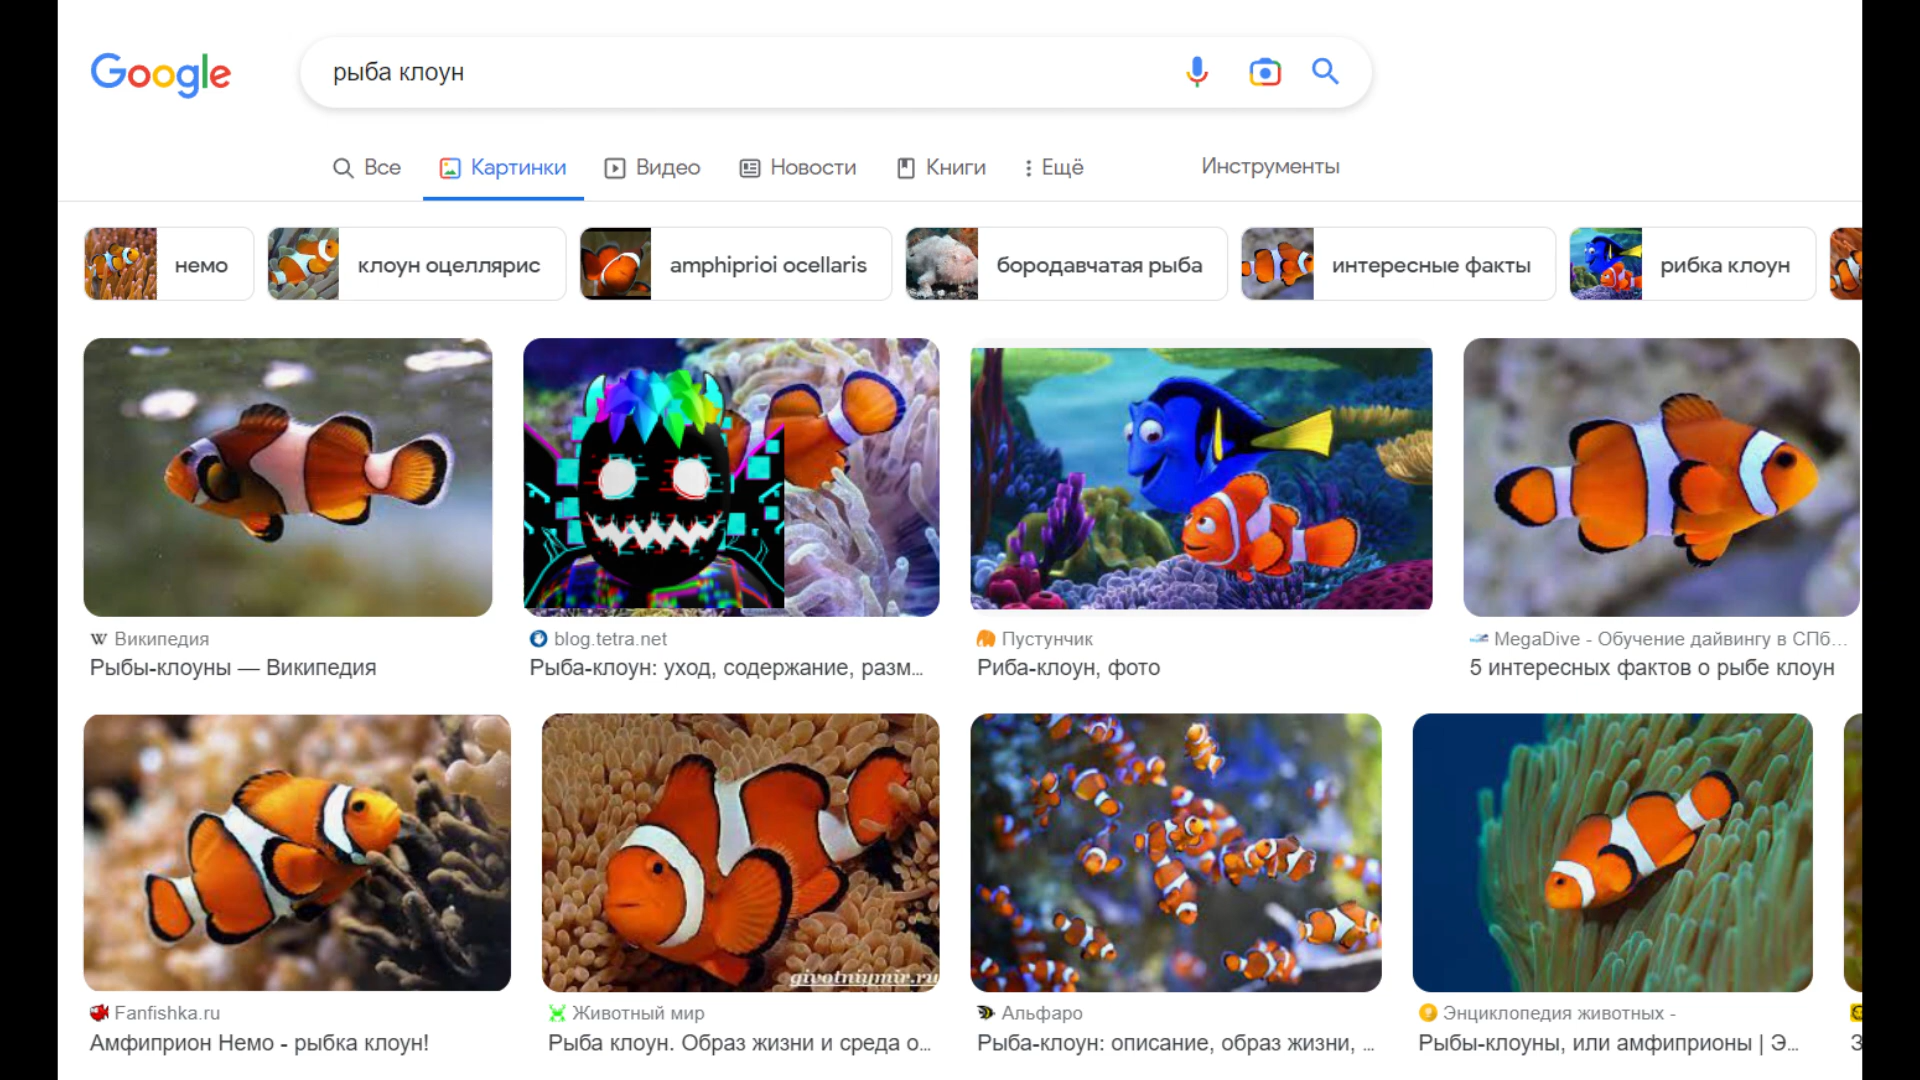 Google
рыба клоун
Все
Картинки
Видео
Новости
Книги
Ещё
Инструменты
немо
клоун оцеллярис
amphiprioi ocellaris
бородавчатая рыба
интересные факты
рибка клоун
W Википедия
blog.tetra.net
Пустунчик
MegaDive - Обучение дайвингу в СПб...
Рыбы-клоуны — Википедия
Рыба-клоун: уход, содержание, разм...
Риба-клоун, фото
5 интересных фактов о рыбе клоун
givotniymir.ru
Fanfishka.ru
Животный мир
Альфаро
Энциклопедия животных -
Амфиприон Немо - рыбка клоун!
Рыба клоун. Образ жизни и среда о...
Рыба-клоун: описание, образ жизни, ...
Рыбы-клоуны, или амфиприоны | Э...